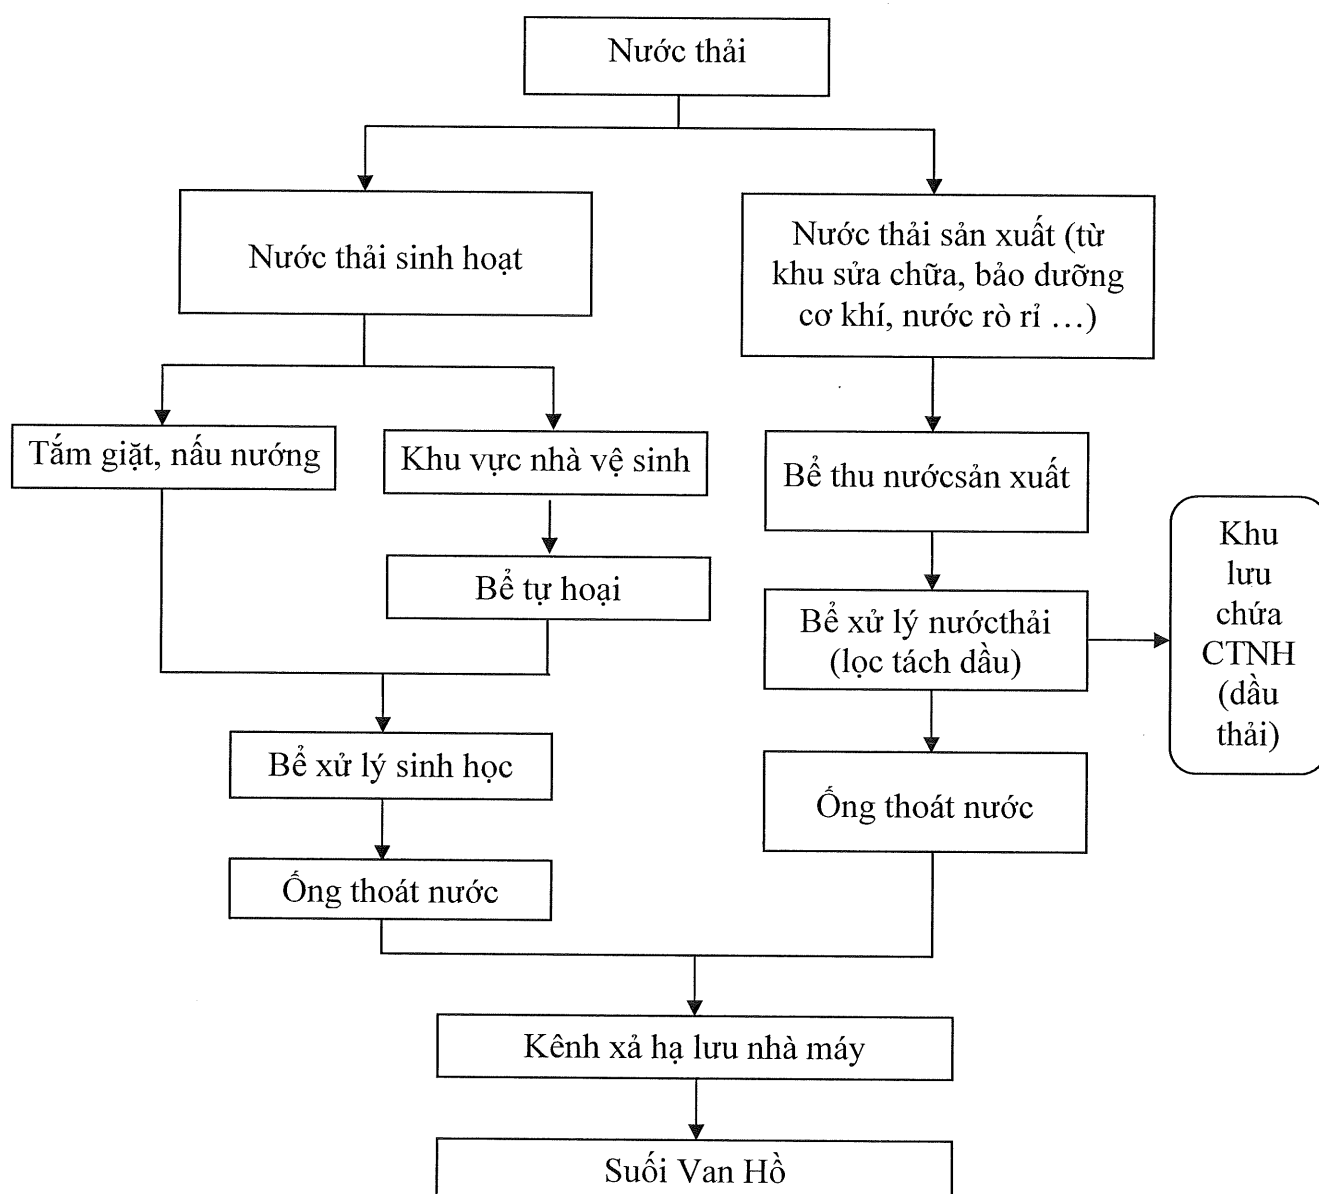 Nước thải
Nước thải sinh hoạt
Nước thải sản xuất (từ
khu sửa chữa, bảo dưỡng
cơ khí, nước rò rỉ …)
Tắm giặt, nấu nướng
Khu vực nhà vệ sinh
Bể thu nướcsản xuất
Bể tự hoại
Bể xử lý nướcthải
(lọc tách dầu)
Khu
lưu
chứa
CTNH
(dầu
thải)
Bể xử lý sinh học
Ống thoát nước
Ống thoát nước
Kênh xả hạ lưu nhà máy
Suối Van Hồ